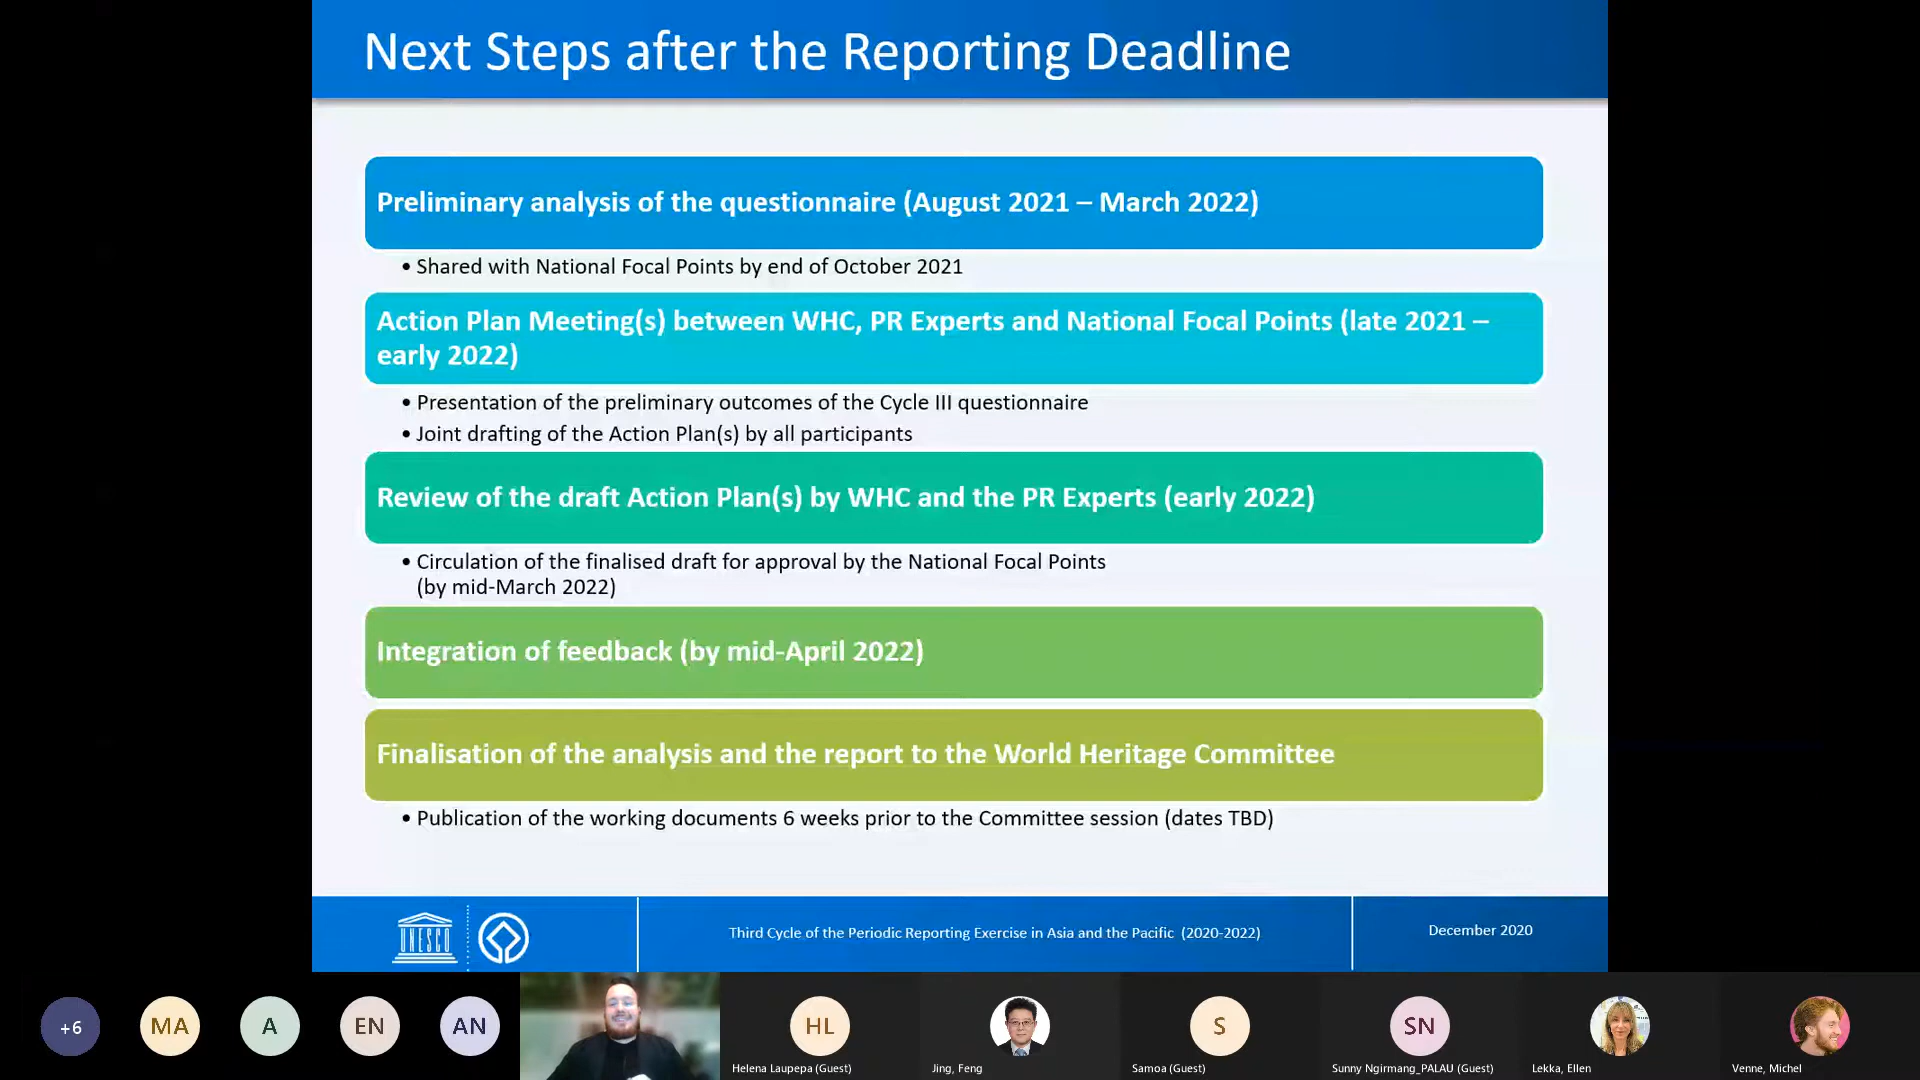 Next Steps after the Reporting Deadline
Preliminary analysis of the questionnaire (August 2021 – March 2022)
• Shared with National Focal Points by end of October 2021
Action Plan Meeting(s) between WHC, PR Experts and National Focal Points (late 2021 –
early 2022)
• Presentation of the preliminary outcomes of the Cycle III questionnaire
• Joint drafting of the Action Plan(s) by all participants
Review of the draft Action Plan(s) by WHC and the PR Experts (early 2022)
• Circulation of the finalised draft for approval by the National Focal Points
(by mid-March 2022)
Integration of feedback (by mid-April 2022)
Finalisation of the analysis and the report to the World Heritage Committee
• Publication of the working documents 6 weeks prior to the Committee session (dates TBD)
UNESCO
Third Cycle of the Periodic Reporting Exercise in Asia and the Pacific (2020-2022)
December 2020
+6
MA
A
EN
AN
HL
S
SN
Helena Laupepa (Guest)
Jing, Feng
Samoa (Guest)
Sunny Ngirmang_PALAU (Guest)
Lekka, Ellen
Venne, Michel